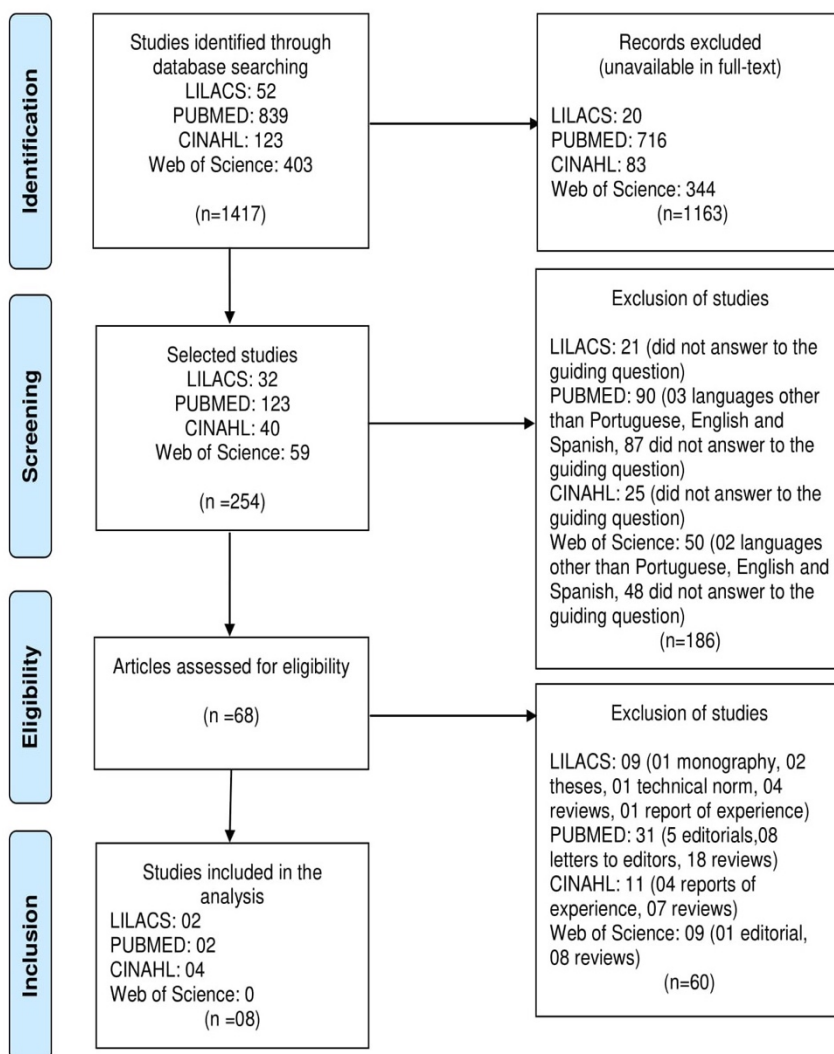 Identification
Studies identified through
database searching
LILACS: 52
PUBMED: 839
CINAHL: 123
Web of Science: 403
(n=1417)
Records excluded
(unavailable in full-text)
LILACS: 20
PUBMED: 716
CINAHL: 83
Web of Science: 344
(n=1163)
Screening
Selected studies
LILACS: 32
PUBMED: 123
CINAHL: 40
Web of Science: 59
(n =254)
Exclusion of studies
LILACS: 21 (did not answer to the
guiding question)
PUBMED: 90 (03 languages other
than Portuguese, English and
Spanish, 87 did not answer to the
guiding question)
CINAHL: 25 (did not answer to the
guiding question)
Web of Science: 50 (02 languages
other than Portuguese, English and
Spanish, 48 did not answer to the
guiding question)
(n=186)
Eligibility
Articles assessed for eligibility
(n =68)
Exclusion of studies
LILACS: 09 (01 monography, 02
theses, 01 technical norm, 04
reviews, 01 report of experience)
PUBMED: 31 (5 editorials,08
letters to editors, 18 reviews)
CINAHL: 11 (04 reports of
experience, 07 reviews)
Web of Science: 09 (01 editorial,
08 reviews)
(n=60)
Inclusion
Studies included in the
analysis
LILACS: 02
PUBMED: 02
CINAHL: 04
Web of Science: 0
(n =08)